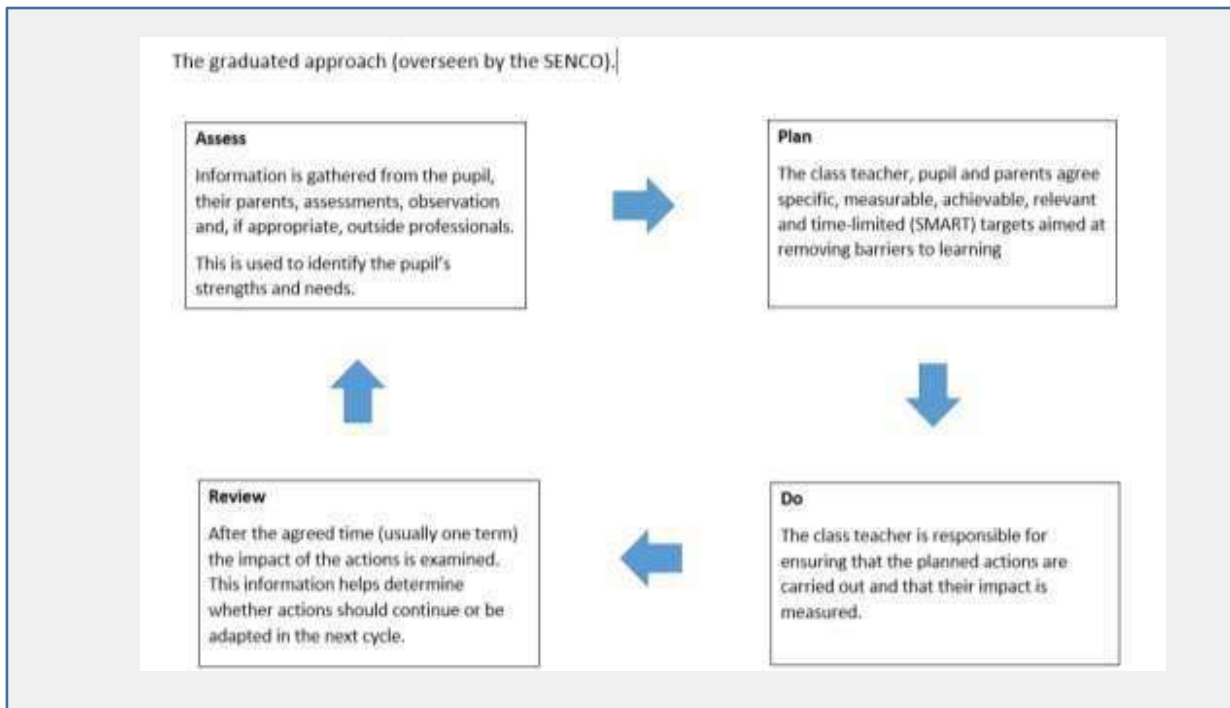 The graduated approach (overseen by the SENCO).
Assess
Information is gathered from the pupil,
their parents, assessments, observation
and, if appropriate, outside professionals.
This is used to identify the pupil's
strengths and needs.
Plan
The class teacher, pupil and parents agree
specific, measurable, achievable, relevant
and time-limited (SMART) targets aimed at
removing barriers to learning
Review
After the agreed time (usually one term)
the impact of the actions is examined.
This information helps determine
whether actions should continue or be
adapted in the next cycle.
Do
The class teacher is responsible for
ensuring that the planned actions are
carried out and that their impact is
measured.